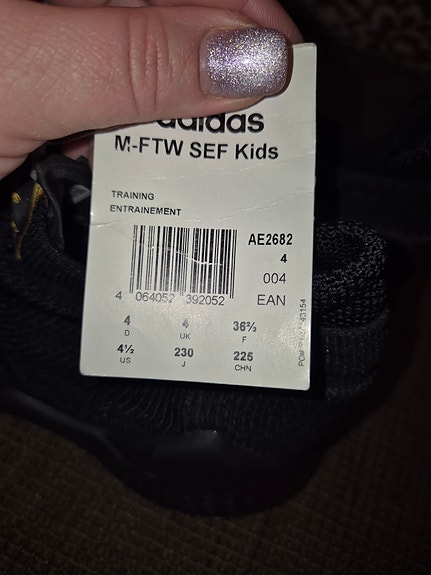 adidas
M-FTW SEF Kids
TRAINING
ENTRAINEMENT
AE2682
4
004
EAN
4 064052 392052
4 4 36⅔
D UK F
4½ 230 225
US J CHN